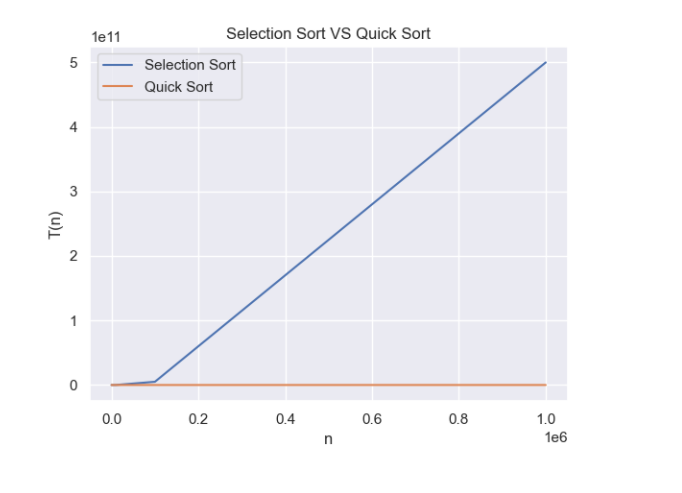 Selection Sort VS Quick Sort
1e11
Selection Sort
Quick Sort
5
4
3
2
1
0
T(n)
0.0 0.2 0.4 0.6 0.8 1.0
1e6
n